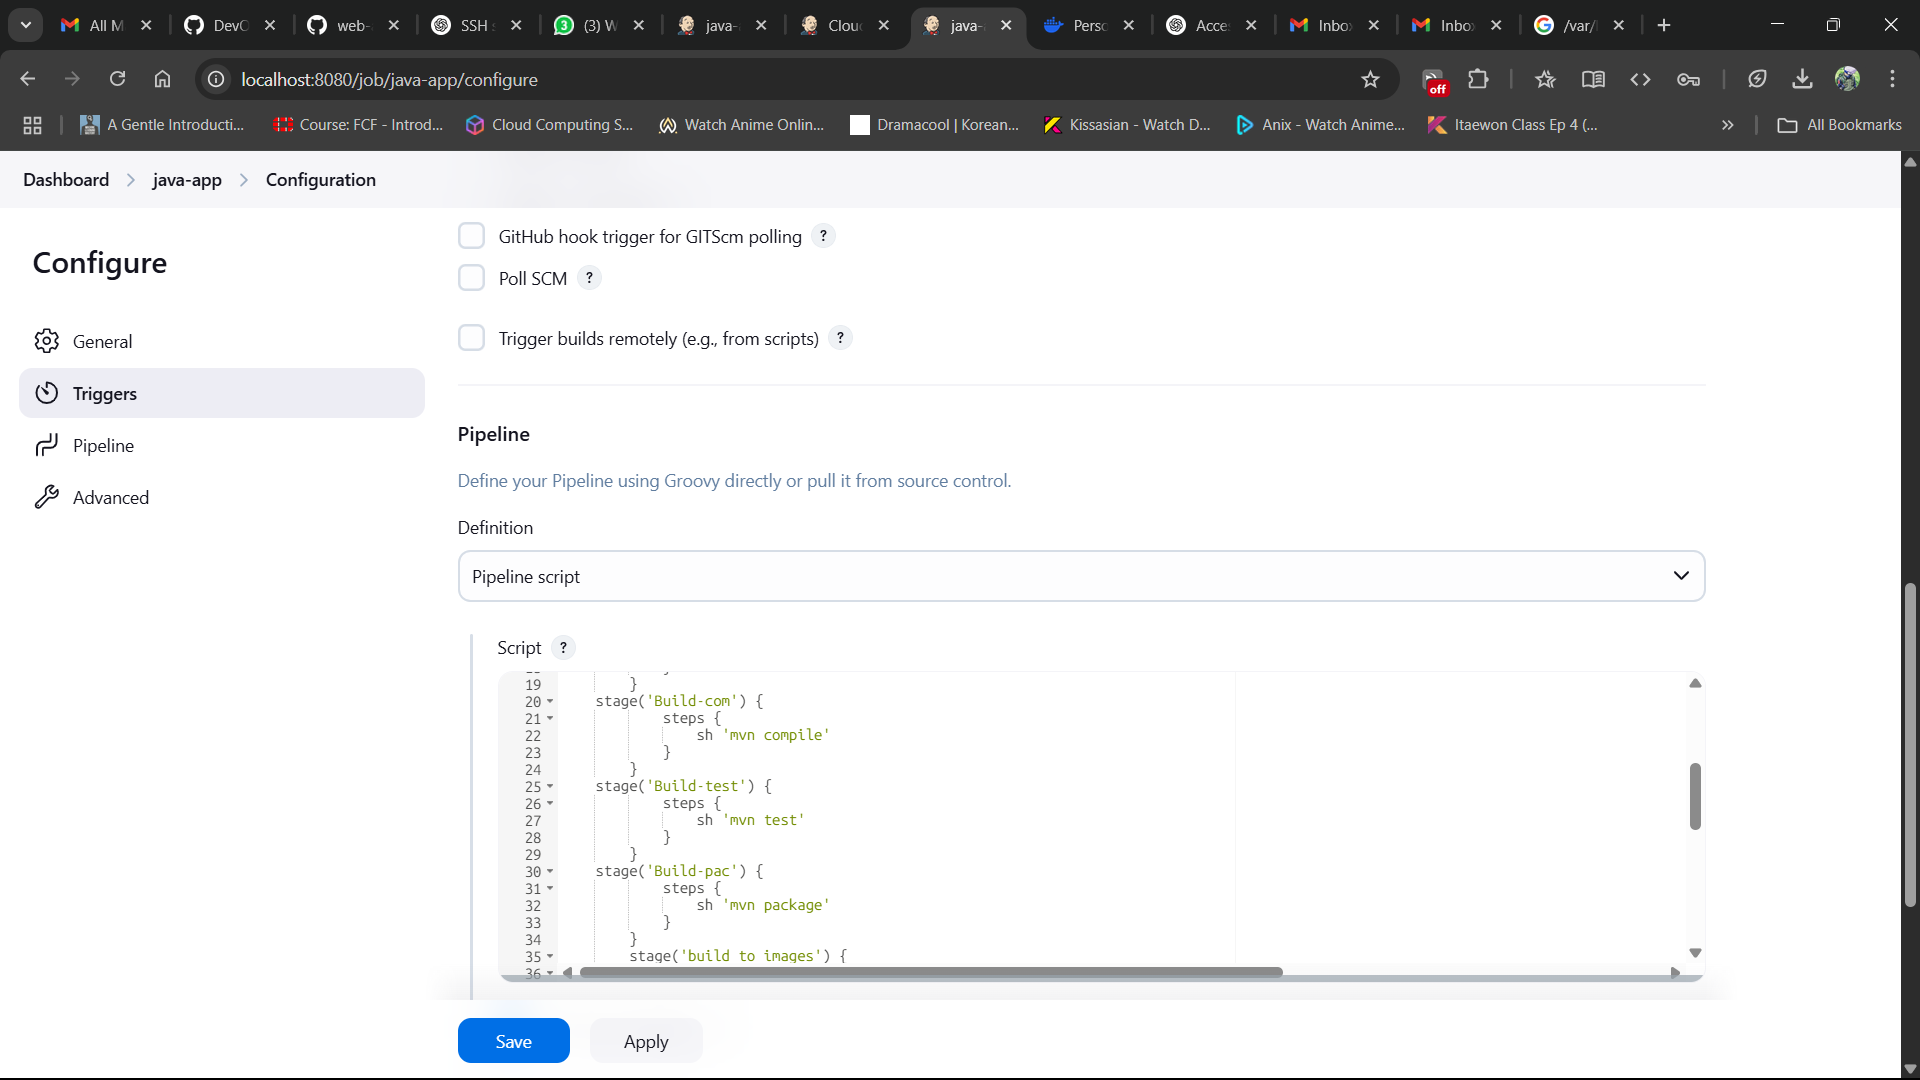 All M
DevO
web-
SSH s
(3) W
java-
Clou
java-
Perso
Acce
Inbo
Inbo
/var/
localhost:8080/job/java-app/configure
off
A Gentle Introducti...
Course: FCF - Introd...
Cloud Computing S...
Watch Anime Onlin...
Dramacool | Korean...
Kissasian - Watch D...
Anix - Watch Anime...
Itaewon Class Ep 4 (...
All Bookmarks
Dashboard
java-app
Configuration
Configure
General
Triggers
Pipeline
Advanced
GitHub hook trigger for GITScm polling ?
Poll SCM ?
Trigger builds remotely (e.g., from scripts) ?
Pipeline
Define your Pipeline using Groovy directly or pull it from source control.
Definition
Pipeline script
Script ?
19 }
20 stage('Build-com') {
21 steps {
22 sh 'mvn compile'
23 }
24 }
25 stage('Build-test') {
26 steps {
27 sh 'mvn test'
28 }
29 }
30 stage('Build-pac') {
31 steps {
32 sh 'mvn package'
33 }
34 }
35 stage('build to images') {
36
Save
Apply